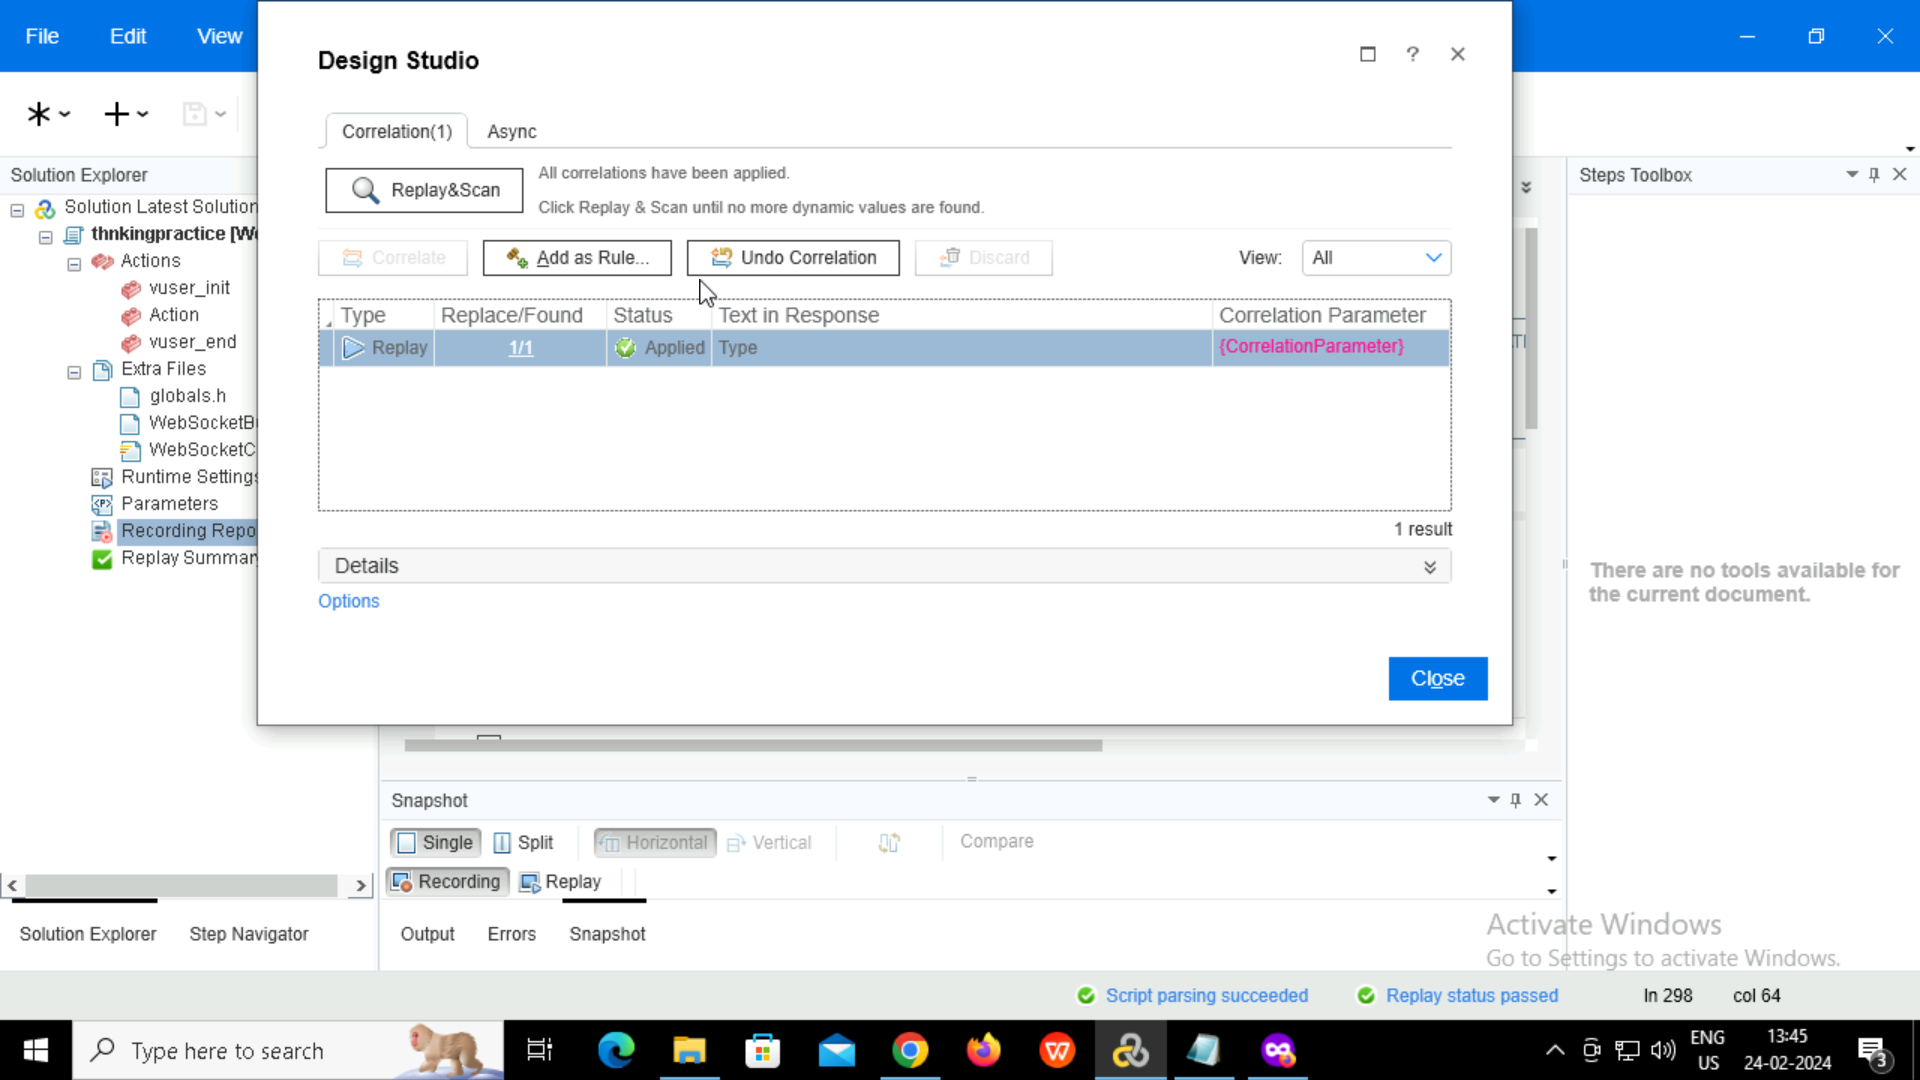 File Edit View
Design Studio
Correlation(1) Async
Replay&Scan
All correlations have been applied.
Click Replay & Scan until no more dynamic values are found.
Correlate Add as Rule... Undo Correlation Discard View: All
Type Replace/Found Status Text in Response Correlation Parameter
Replay 1/1 Applied Type {CorrelationParameter}
1 result
Details
Options
Close
Solution Explorer
Solution Latest Solution
thnkingpractice [W
Actions
vuser_init
Action
vuser_end
Extra Files
globals.h
WebSocketB
WebSocketC
Runtime Settings
Parameters
Recording Repo
Replay Summar
Steps Toolbox
There are no tools available for
the current document.
Snapshot
Single Split Horizontal Vertical Compare
Recording Replay
Solution Explorer Step Navigator Output Errors Snapshot
Activate Windows
Go to Settings to activate Windows.
Script parsing succeeded Replay status passed ln 298 col 64
Type here to search
ENG
US
13:45
24-02-2024
3